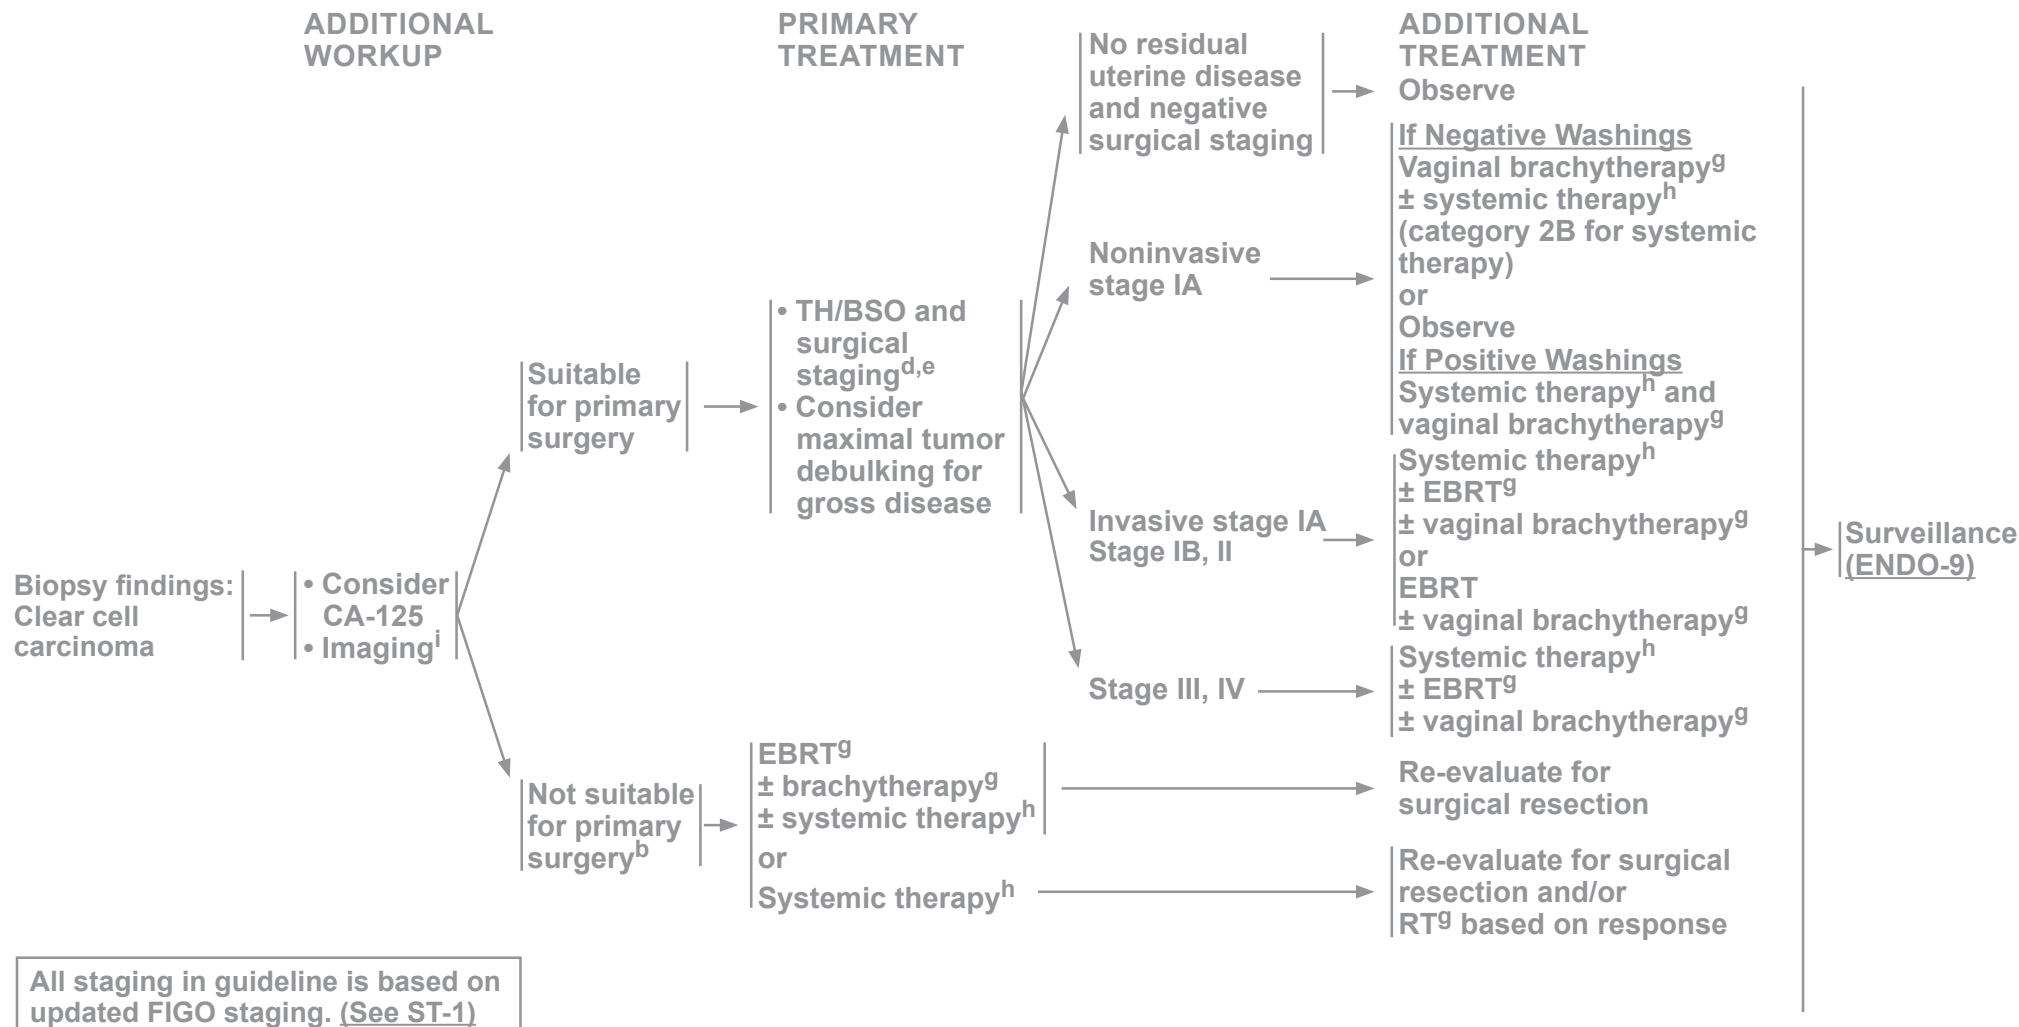 ADDITIONAL
WORKUP
PRIMARY
TREATMENT
ADDITIONAL
TREATMENT
Biopsy findings:
Clear cell
carcinoma
• Consider
CA-125
• Imagingⁱ
Suitable
for primary
surgery
• TH/BSO and
surgical
stagingᵈ,ᵉ
• Consider
maximal tumor
debulking for
gross disease
No residual
uterine disease
and negative
surgical staging
Observe
Noninvasive
stage IA
If Negative Washings
Vaginal brachytherapyᵍ
± systemic therapyʰ
(category 2B for systemic
therapy)
or
Observe
If Positive Washings
Systemic therapyʰ and
vaginal brachytherapyᵍ
Invasive stage IA
Stage IB, II
Systemic therapyʰ
± EBRTᵍ
± vaginal brachytherapyᵍ
or
EBRT
± vaginal brachytherapyᵍ
Stage III, IV
Systemic therapyʰ
± EBRTᵍ
± vaginal brachytherapyᵍ
Not suitable
for primary
surgeryᵇ
EBRTᵍ
± brachytherapyᵍ
± systemic therapyʰ
or
Systemic therapyʰ
Re-evaluate for
surgical resection
Re-evaluate for surgical
resection and/or
RTᵍ based on response
Surveillance
(ENDO-9)
All staging in guideline is based on
updated FIGO staging. (See ST-1)